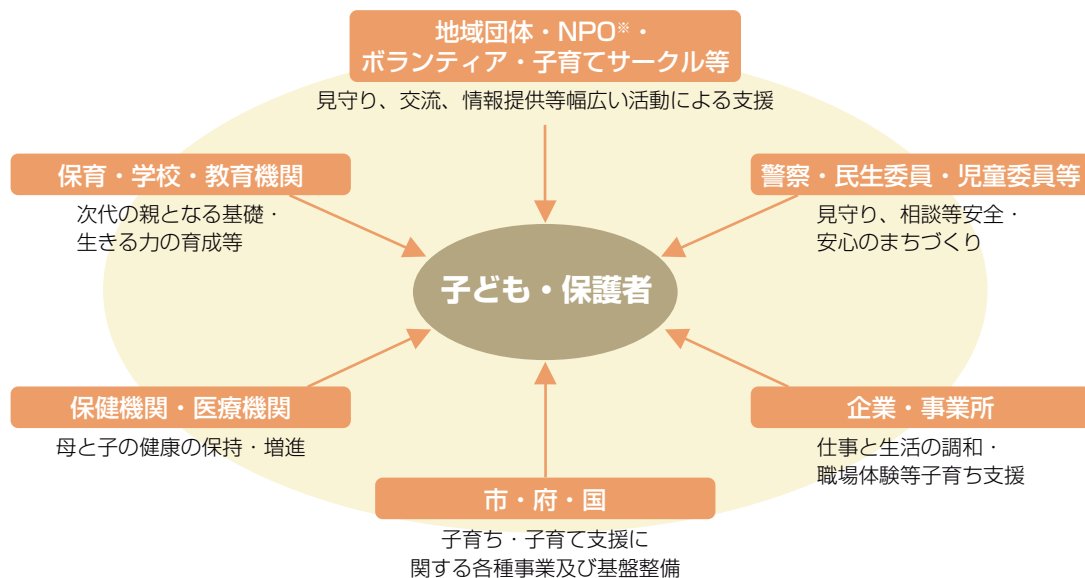 地域団体・NPO※・
ボランティア・子育てサークル等
見守り、交流、情報提供等幅広い活動による支援
保育・学校・教育機関
次代の親となる基礎・
生きる力の育成等
警察・民生委員・児童委員等
見守り、相談等安全・
安心のまちづくり
子ども・保護者
保健機関・医療機関
母と子の健康の保持・増進
企業・事業所
仕事と生活の調和・
職場体験等子育ち支援
市・府・国
子育ち・子育て支援に
関する各種事業及び基盤整備